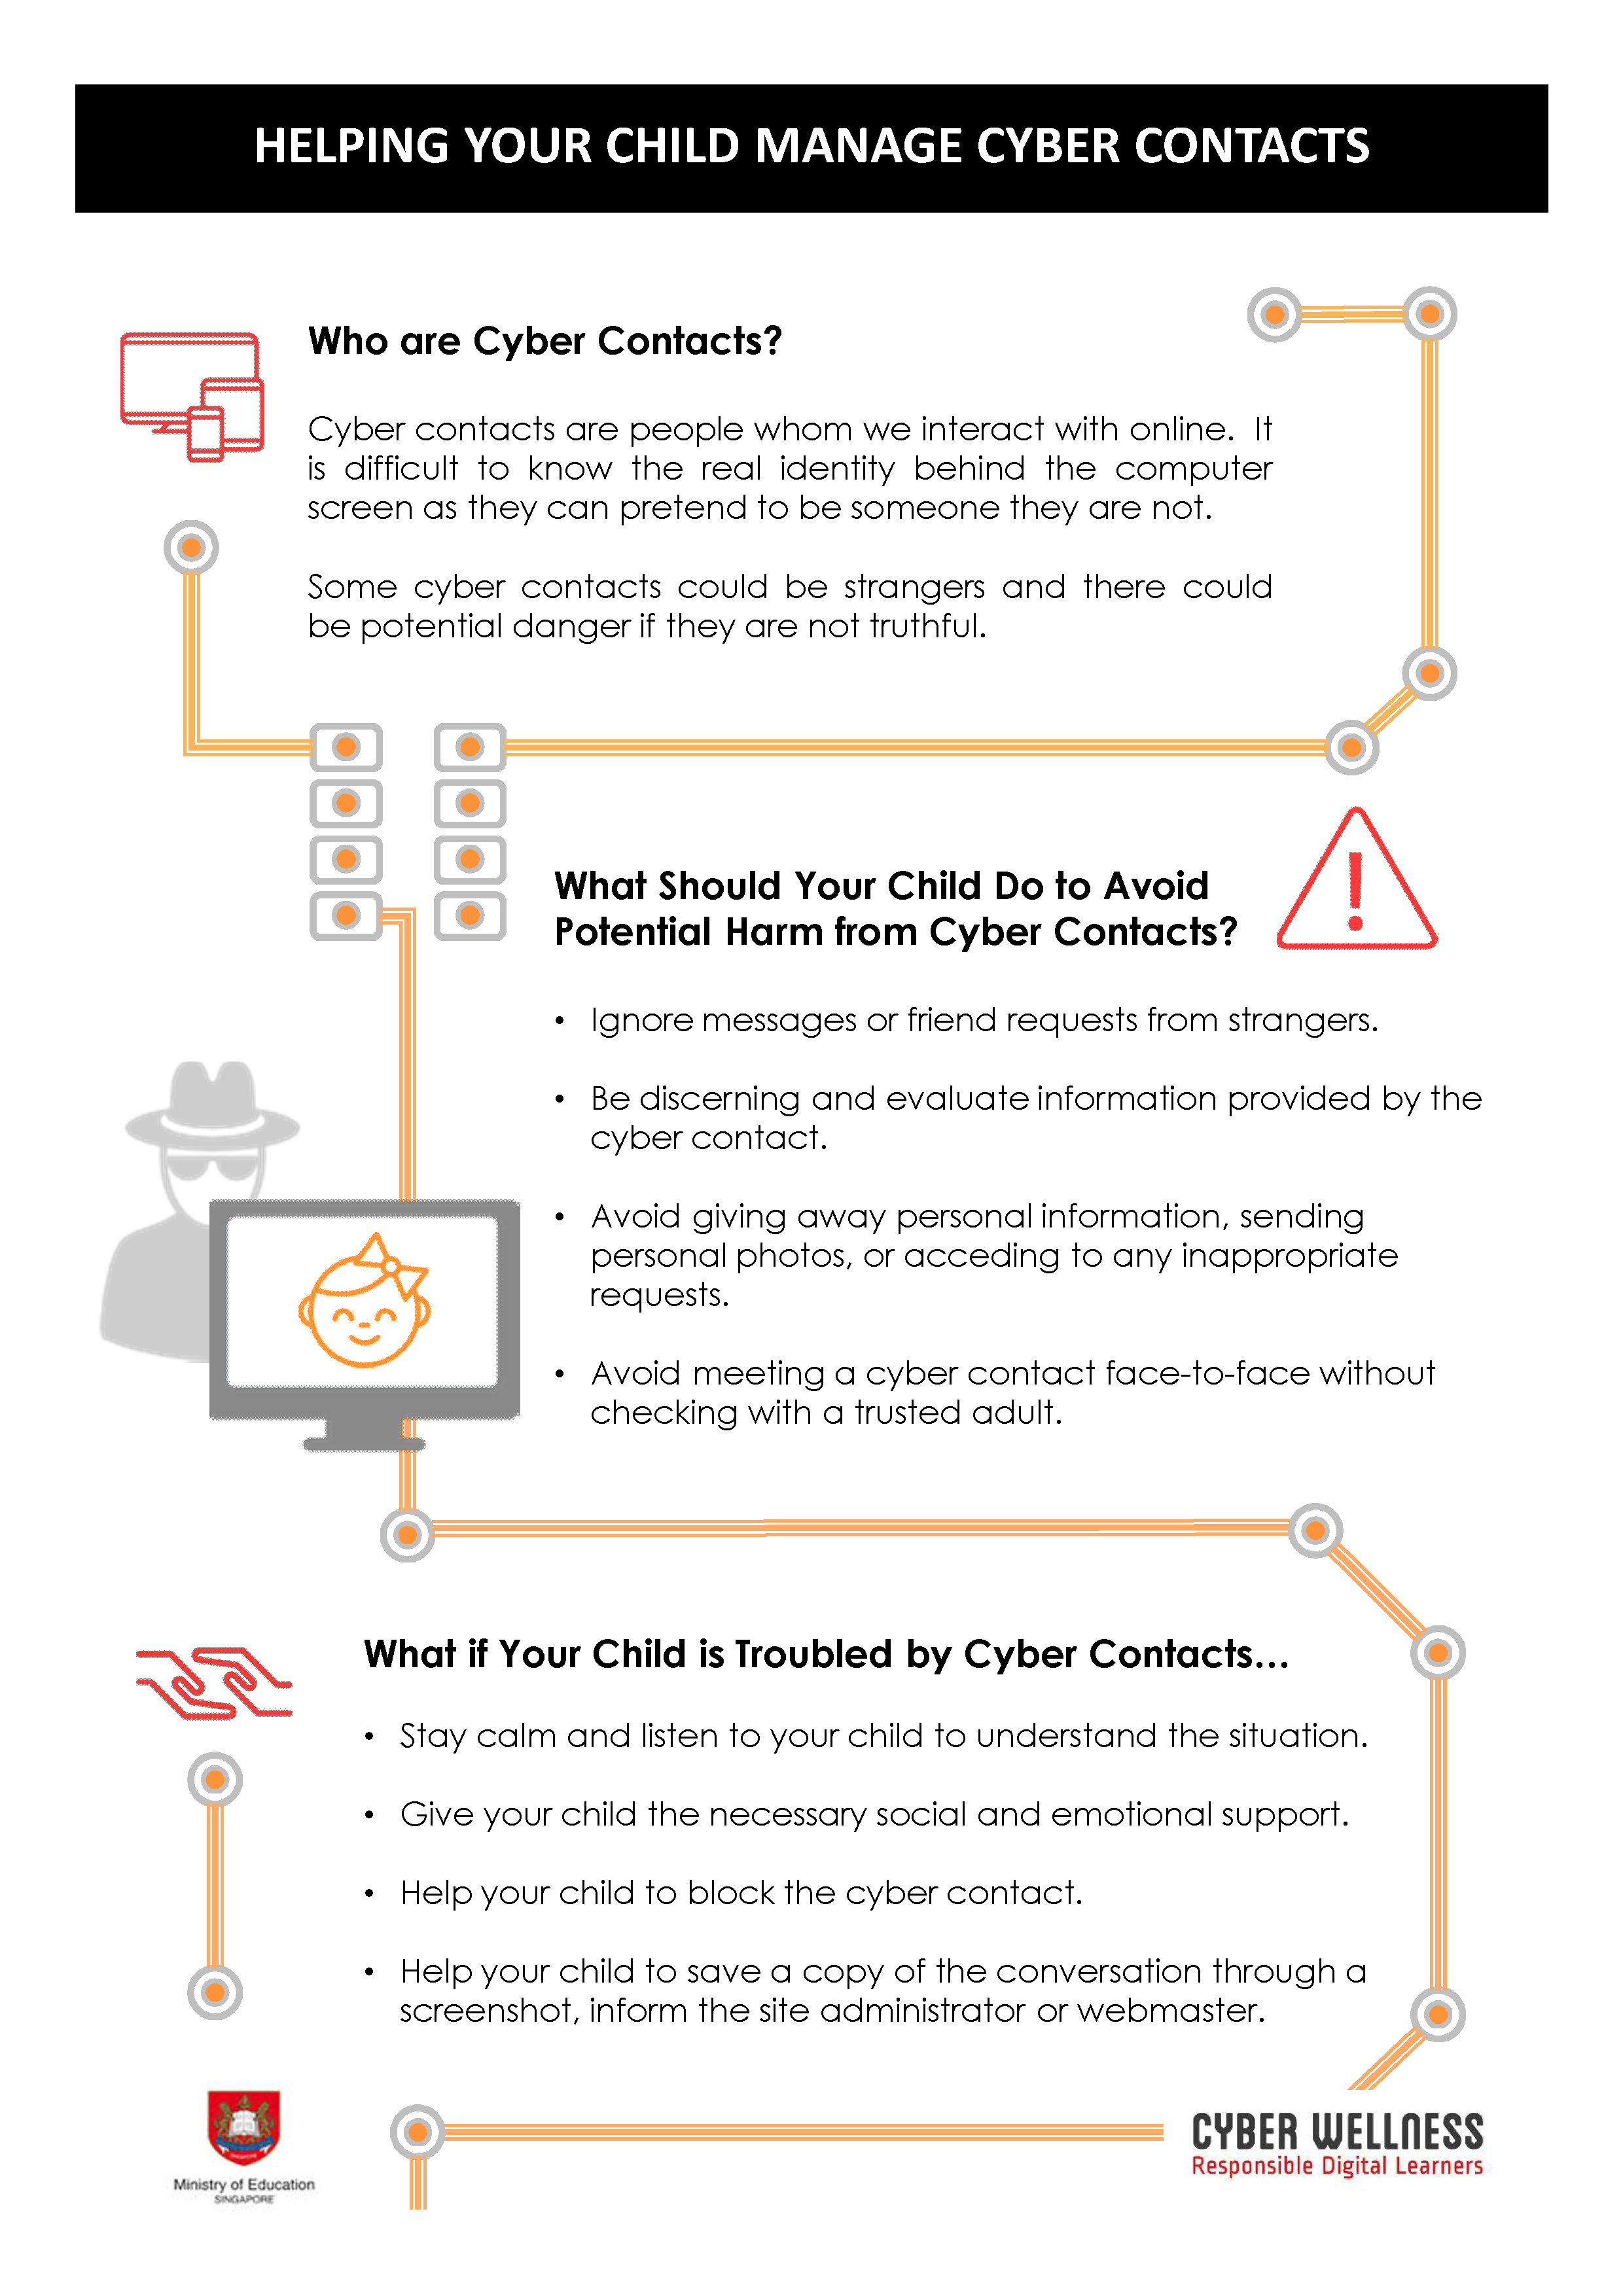 HELPING YOUR CHILD MANAGE CYBER CONTACTS
Who are Cyber Contacts?
Cyber contacts are people whom we interact with online. It
is difficult to know the real identity behind the computer
screen as they can pretend to be someone they are not.
Some cyber contacts could be strangers and there could
be potential danger if they are not truthful.
What Should Your Child Do to Avoid
Potential Harm from Cyber Contacts?
• Ignore messages or friend requests from strangers.
• Be discerning and evaluate information provided by the
cyber contact.
• Avoid giving away personal information, sending
personal photos, or acceding to any inappropriate
requests.
• Avoid meeting a cyber contact face-to-face without
checking with a trusted adult.
What if Your Child is Troubled by Cyber Contacts...
• Stay calm and listen to your child to understand the situation.
• Give your child the necessary social and emotional support.
• Help your child to block the cyber contact.
• Help your child to save a copy of the conversation through a
screenshot, inform the site administrator or webmaster.
Ministry of Education
SINGAPORE
CYBER WELLNESS
Responsible Digital Learners